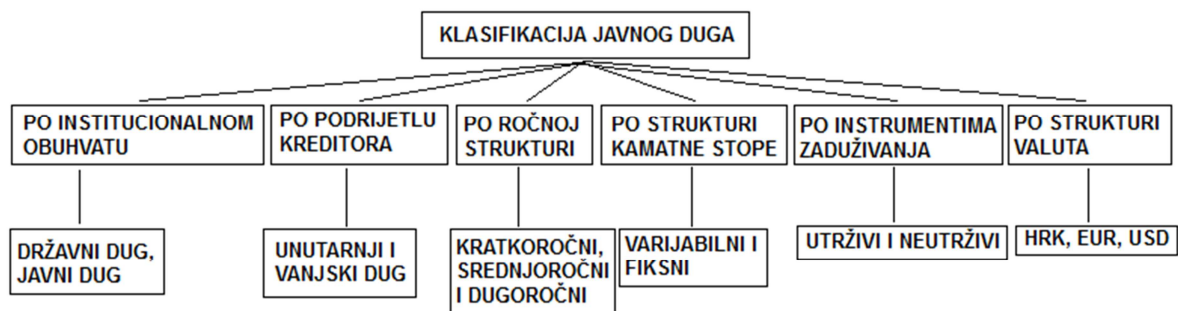 KLASIFIKACIJA JAVNOG DUGA
PO INSTITUCIONALNOM
OBUHVATU
PO PODRIJETLU
KREDITORA
PO ROČNOJ
STRUKTURI
PO STRUKTURI
KAMATNE STOPE
PO INSTRUMENTIMA
ZADUŽIVANJA
PO STRUKTURI
VALUTA
DRŽAVNI DUG,
JAVNI DUG
UNUTARNJI I
VANJSKI DUG
KRATKOROČNI,
SREDNJOROČNI
I DUGOROČNI
VARIJABILNI I
FIKSNI
UTRŽIVI I NEUTRŽIVI
HRK, EUR, USD